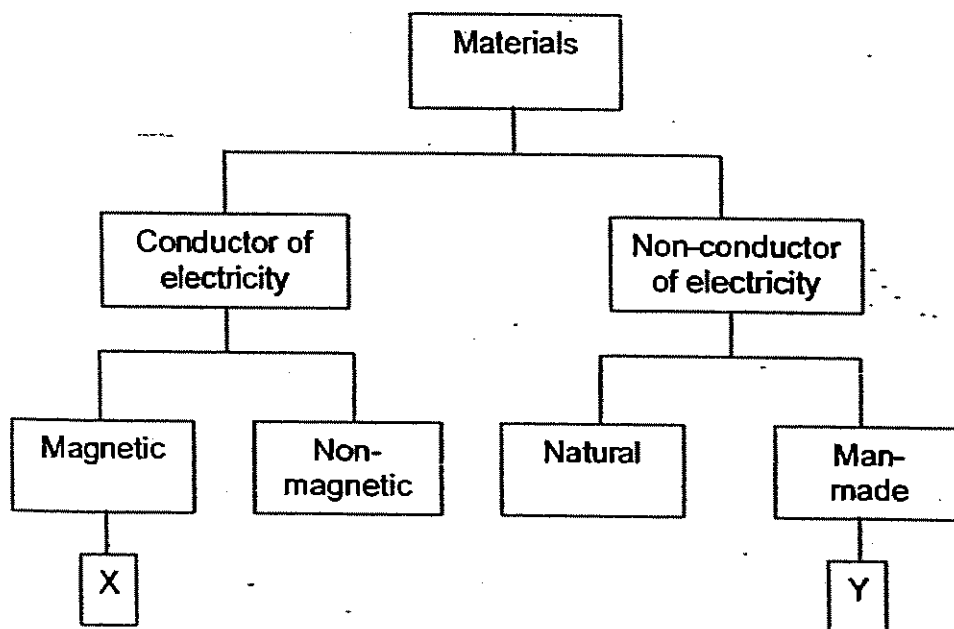 Materials
Conductor of
electricity
Non-conductor
of electricity
Magnetic
Non-
magnetic
Natural
Man-
made
X
Y